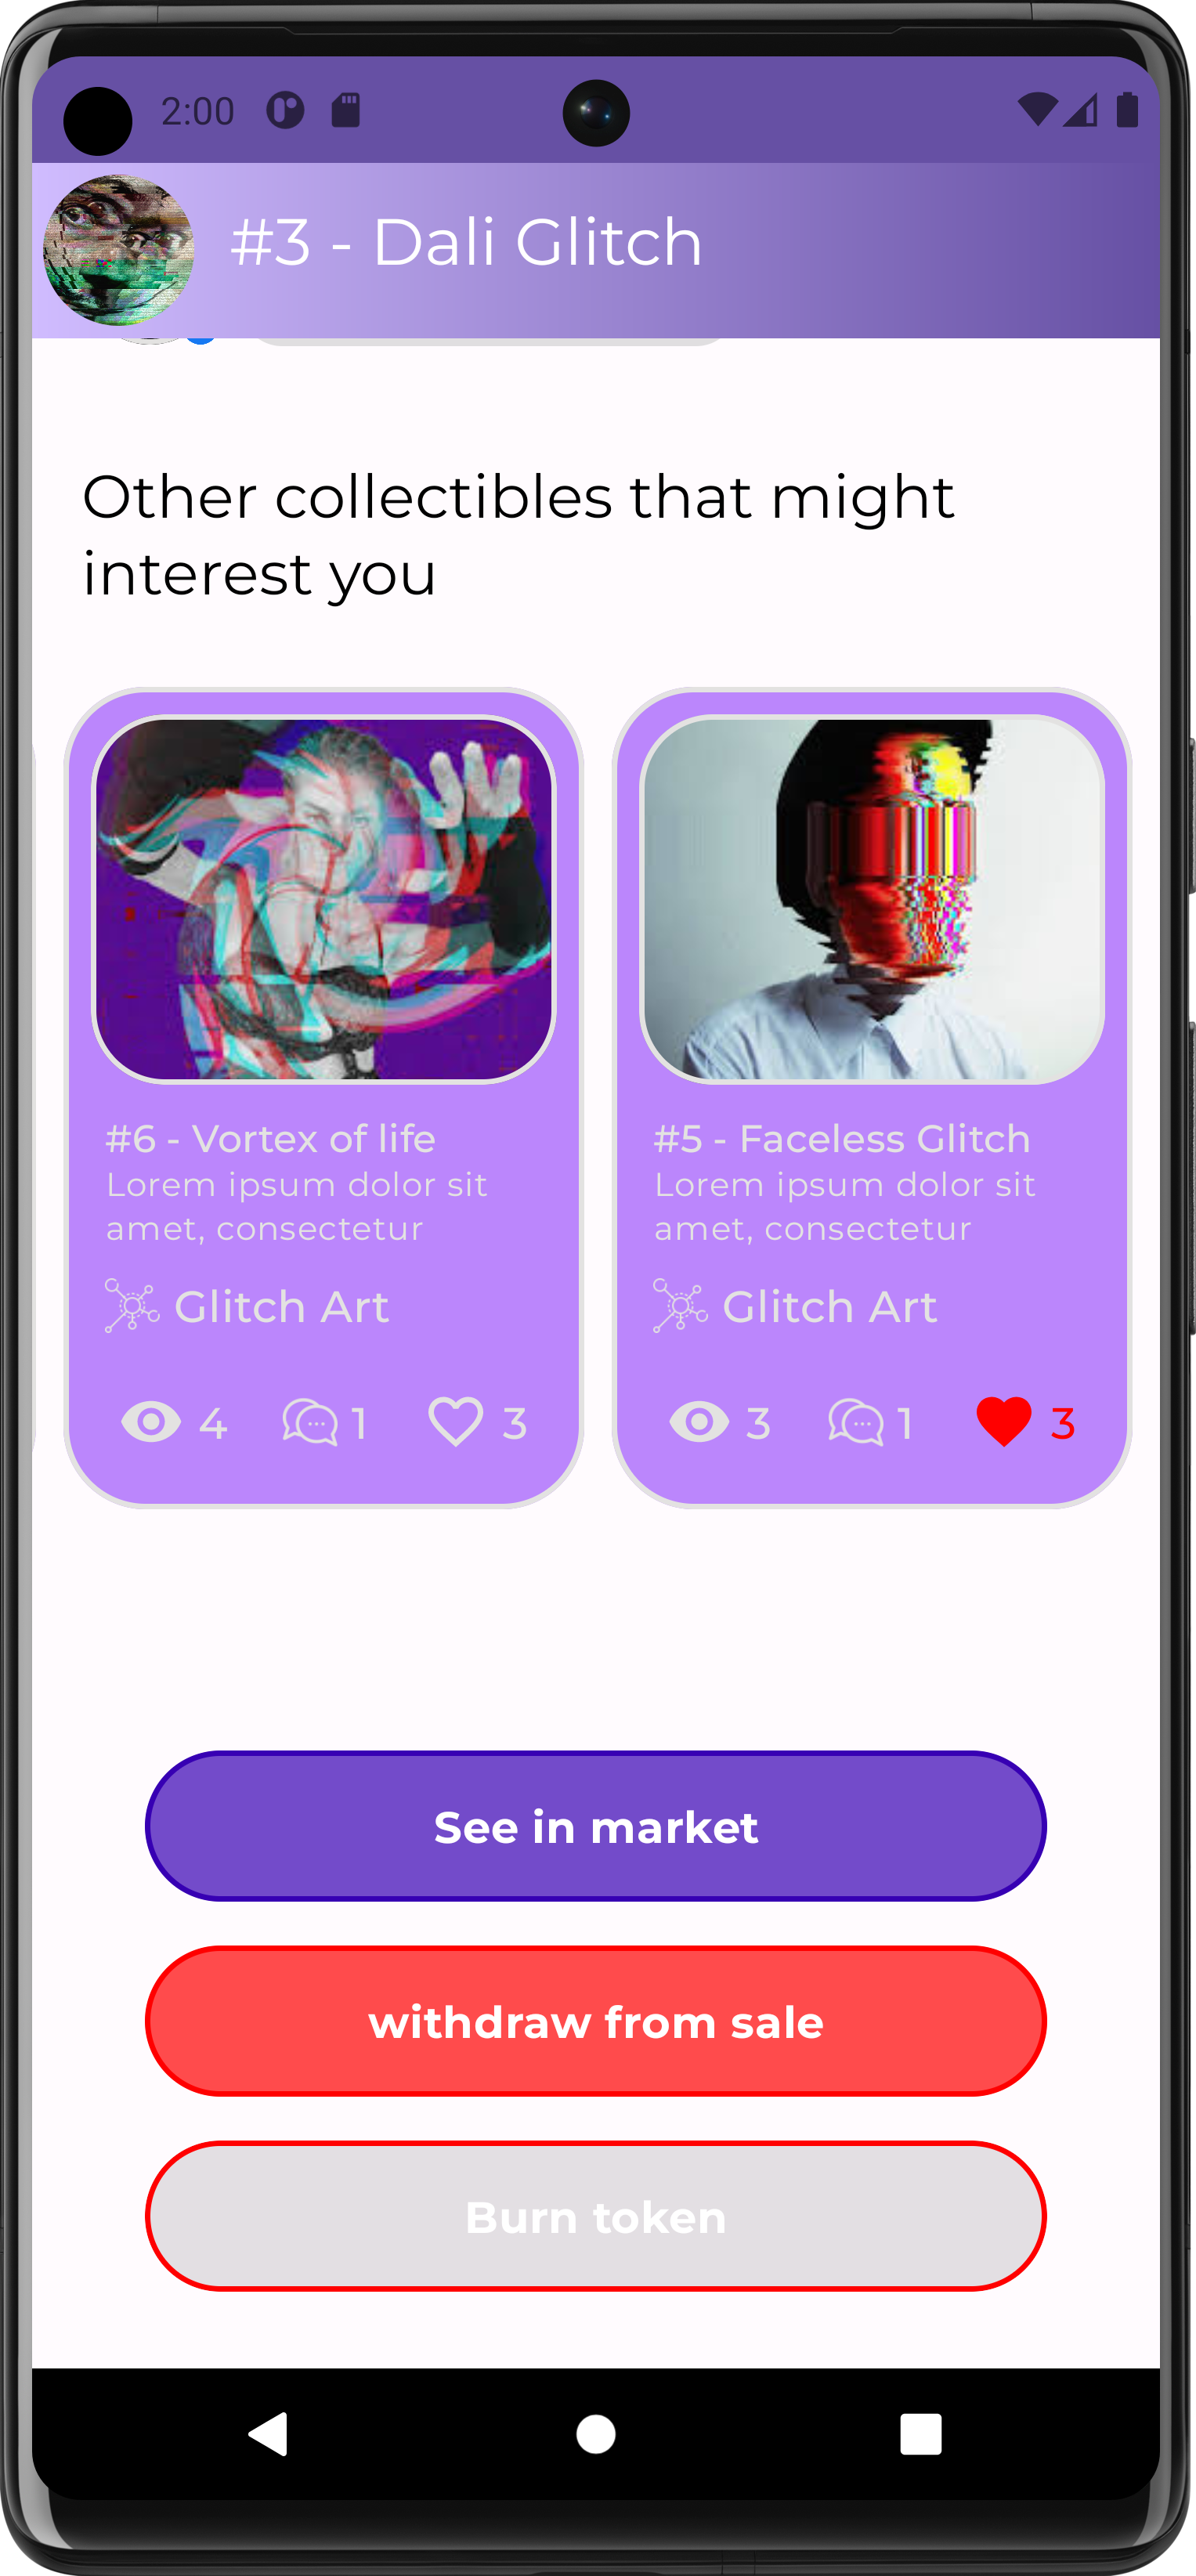 2:00
#3 - Dali Glitch
Other collectibles that might
interest you
#6 - Vortex of life
Lorem ipsum dolor sit
amet, consectetur
Glitch Art
4 1 3
#5 - Faceless Glitch
Lorem ipsum dolor sit
amet, consectetur
Glitch Art
3 1 3
See in market
withdraw from sale
Burn token